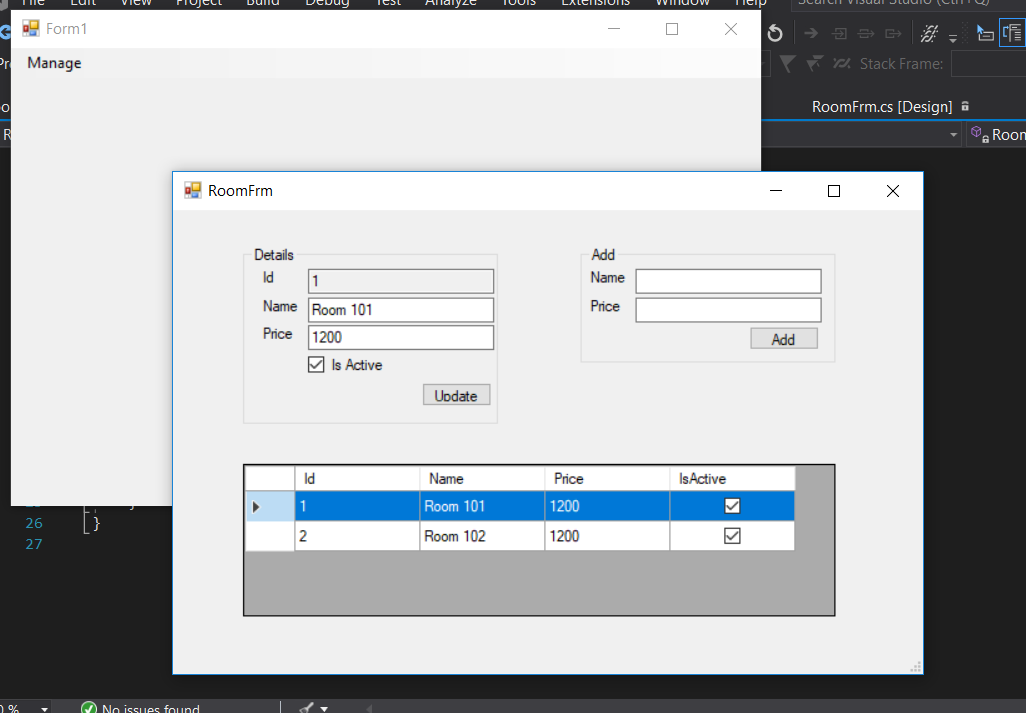 File Edit View Project Build Debug Test Analyze Tools Extensions Window Help Search Visual Studio (Ctrl+Q)
Form1
Manage
Stack Frame:
RoomFrm.cs [Design]
RoomFrm
Details
Id 1
Name Room 101
Price 1200
Is Active
Update
Add
Name
Price
Add
Id Name Price IsActive
1 Room 101 1200
2 Room 102 1200
26 }
27
No issues found